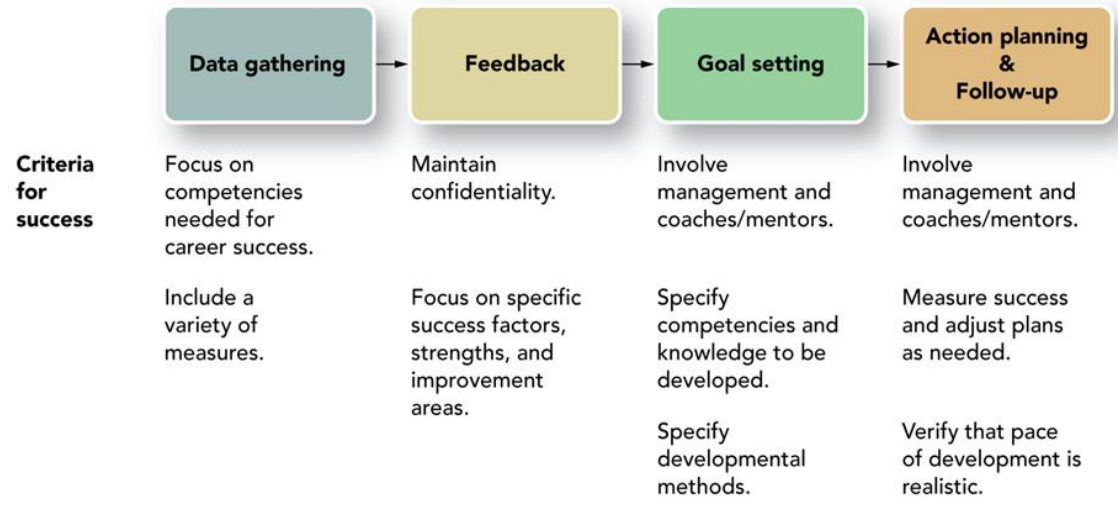 Data gathering
Feedback
Goal setting
Action planning
&
Follow-up
Criteria
for
success
Focus on
competencies
needed for
career success.
Maintain
confidentiality.
Involve
management and
coaches/mentors.
Involve
management and
coaches/mentors.
Include a
variety of
measures.
Focus on specific
success factors,
strengths, and
improvement
areas.
Specify
competencies and
knowledge to be
developed.
Measure success
and adjust plans
as needed.
Specify
developmental
methods.
Verify that pace
of development is
realistic.